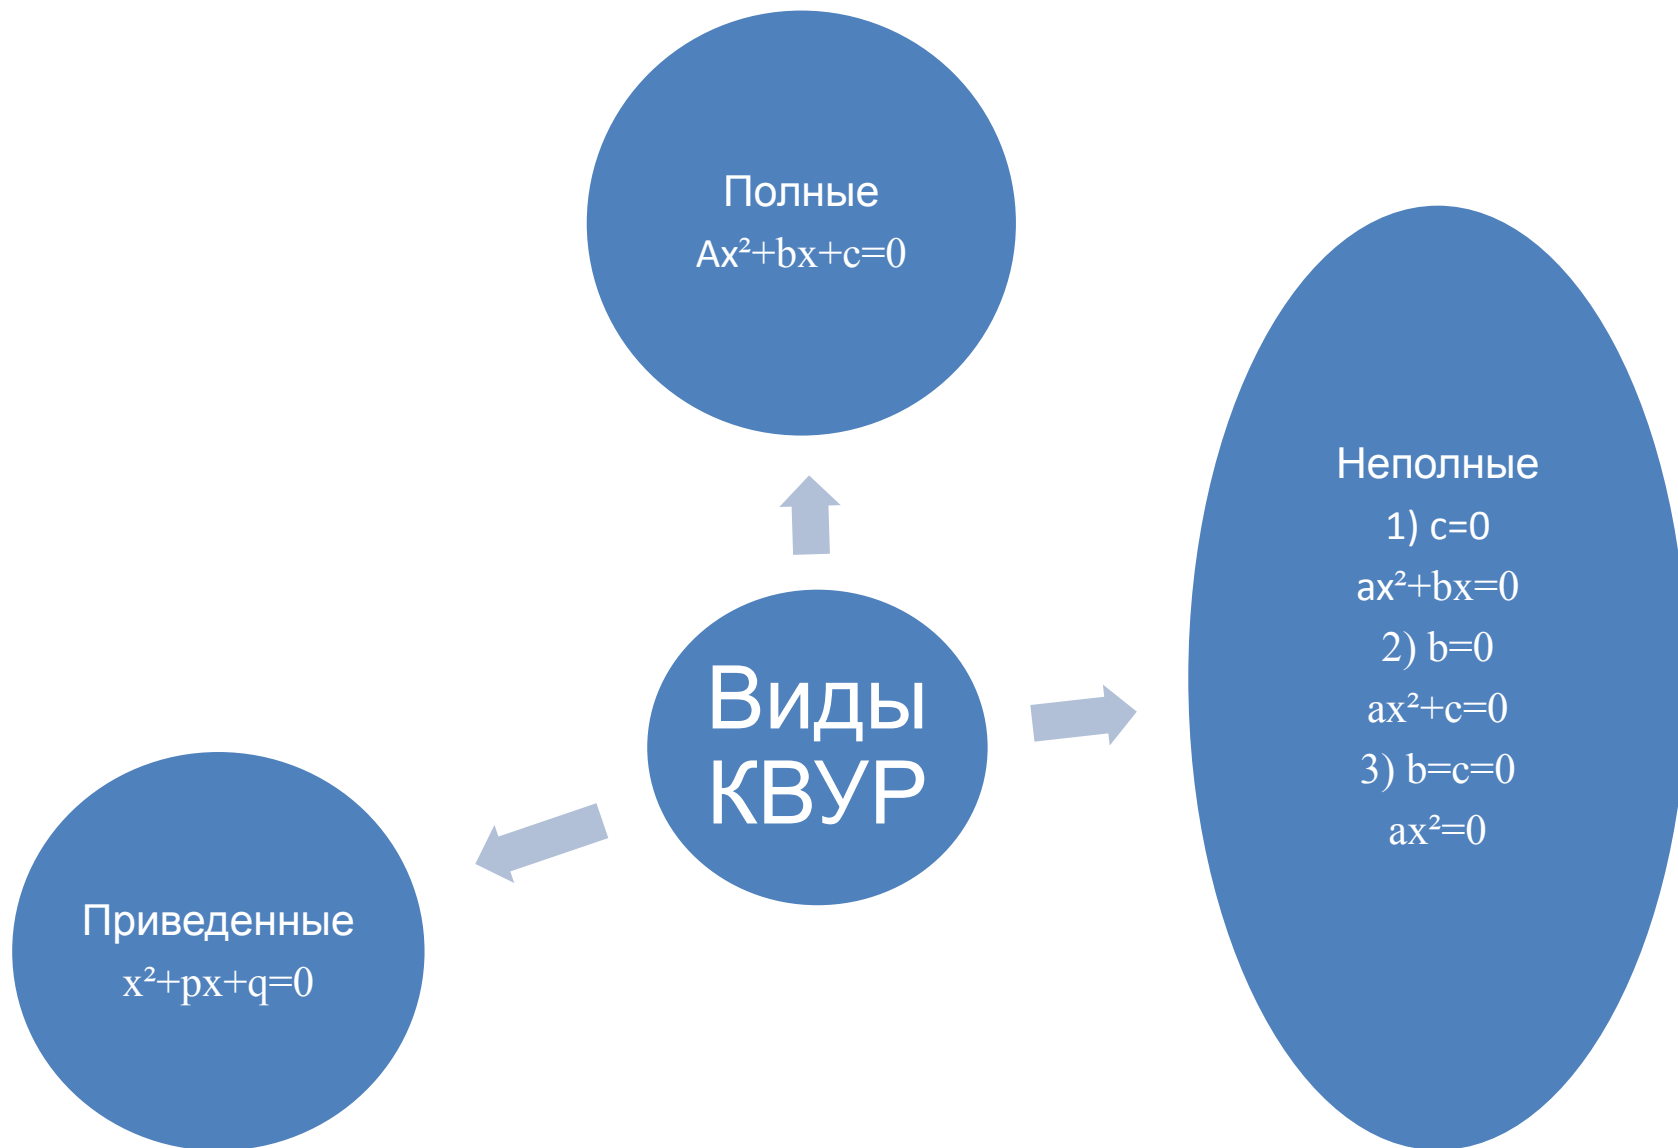 Полные
Ax²+bx+c=0
Неполные
1) c=0
ax²+bx=0
2) b=0
ax²+c=0
3) b=c=0
ax²=0
Виды
КВУР
Приведенные
x²+px+q=0